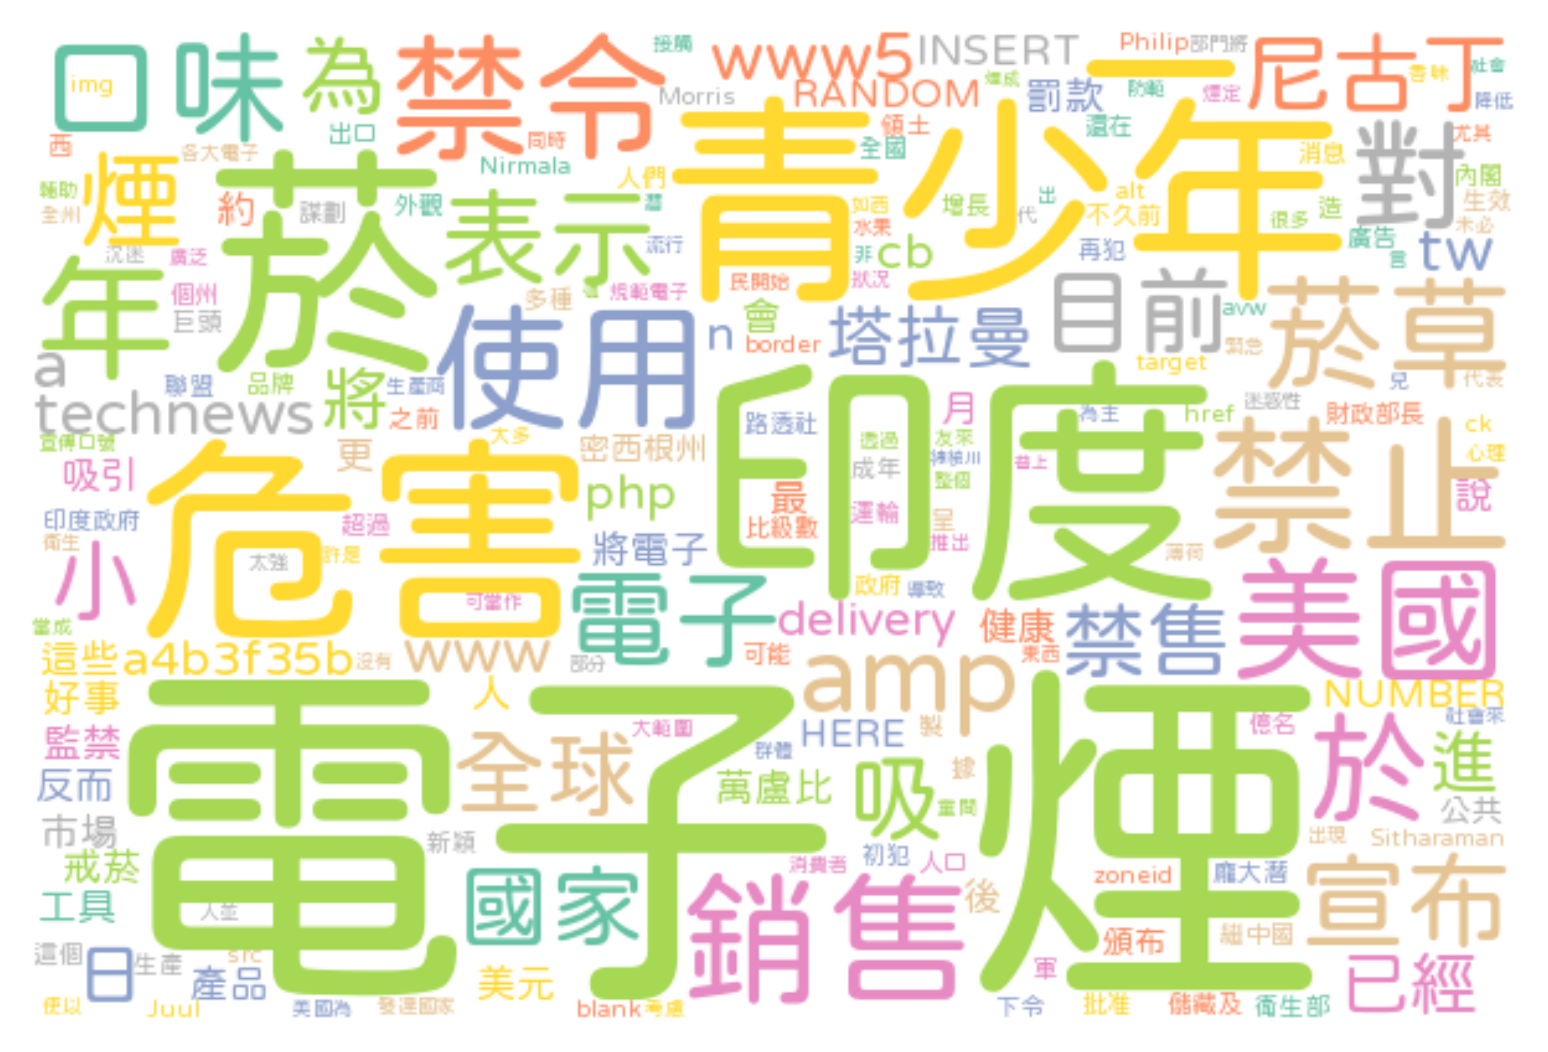 口味
img
為
禁令
接觸
www5
INSERT
Philip
部門將
一
尼古丁
香味
社會
煙成
防範
煙定
降低
RANDOM
罰款
Morris
出口
西
各大電子
同時
Nirmala
領土
全國
還在
青少年
消息
對
尤其
內閣
生效
未必
輔助
全州
煙
菸
約
謀劃
外觀
表示
人們
如西
水果
增長
代
出
alt
不久前
很多
造
廣告
言
tw
沉迷
廣泛
流行
非
cb
再犯
年
個州
巨頭
多種
規範電子
民開始
狀況
目前
avw
菸草
a
使用
n
會
border
塔拉曼
target
緊急
聯盟
品牌
將
生產商
兒
代表
technews
之前
路透社
月
為主
href
迷惑性
財政部長
ck
宣傳口號
大多
印度
透過
友來
成年
整個
普上
禁止
心理
吸引
更
密西根州
說
印度政府
衛生
危害
超過
php
最
比級數
運輸
呈
推出
小
太強
許是
將電子
薄荷
當成
可當作
電子
政府
導致
delivery
健康
東西
禁售
美國
這些
a4b3f35b
沒有
www
部分
可能
amp
好事
人
NUMBER
社會來
監禁
電子煙
大範圍
HERE
群體
製
億名
於
進
反而
全球
萬盧比
吸
據
童間
公共
市場
新穎
出現
Sitharaman
戒菸
消費者
初犯
人口
zoneid
龐大潛
宣布
工具
人並
國家
銷售
後
頒布
繼中國
這個
日
生產
src
產品
美元
軍
已經
便以
Juul
美國為
發達國家
blank
考慮
下令
批准
儲藏及
衛生部